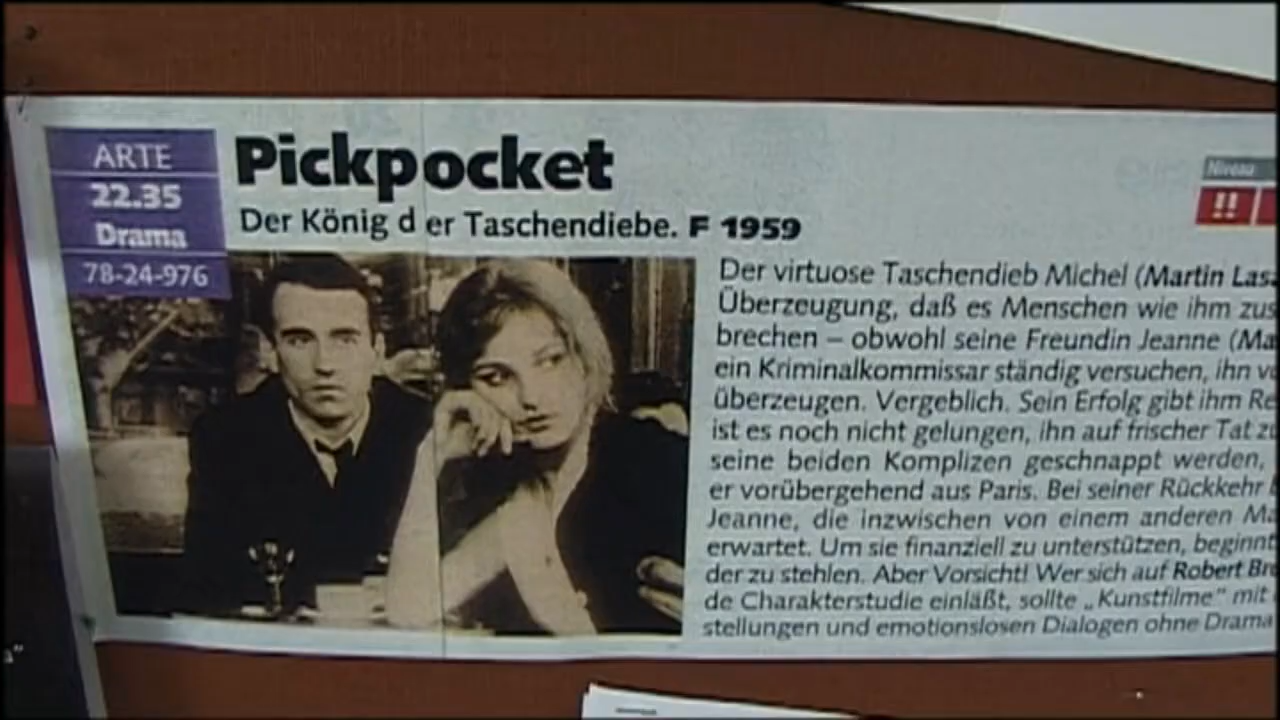 ARTE
22.35
Drama
78-24-976
Pickpocket
Der König d er Taschendiebe. F 1959
Niveau
!!
Der virtuose Taschendieb Michel (Martin
Überzeugung, daß es Menschen wie ihm
brechen – obwohl seine Freundin Jeanne
ein Kriminalkommissar ständig versuchen, ihn
überzeugen. Vergeblich. Sein Erfolg gibt ihm
ist es noch nicht gelungen, ihn auf frischer Tat
seine beiden Komplizen geschnappt werden,
er vorübergehend aus Paris. Bei seiner Rückkehr
Jeanne, die inzwischen von einem anderen
erwartet. Um sie finanziell zu unterstützen, beginnt
der zu stehlen. Aber Vorsicht! Wer sich auf Robert
de Charakterstudie einläßt, sollte „Kunstfilme" mit
stellungen und emotionslosen Dialogen ohne Drama